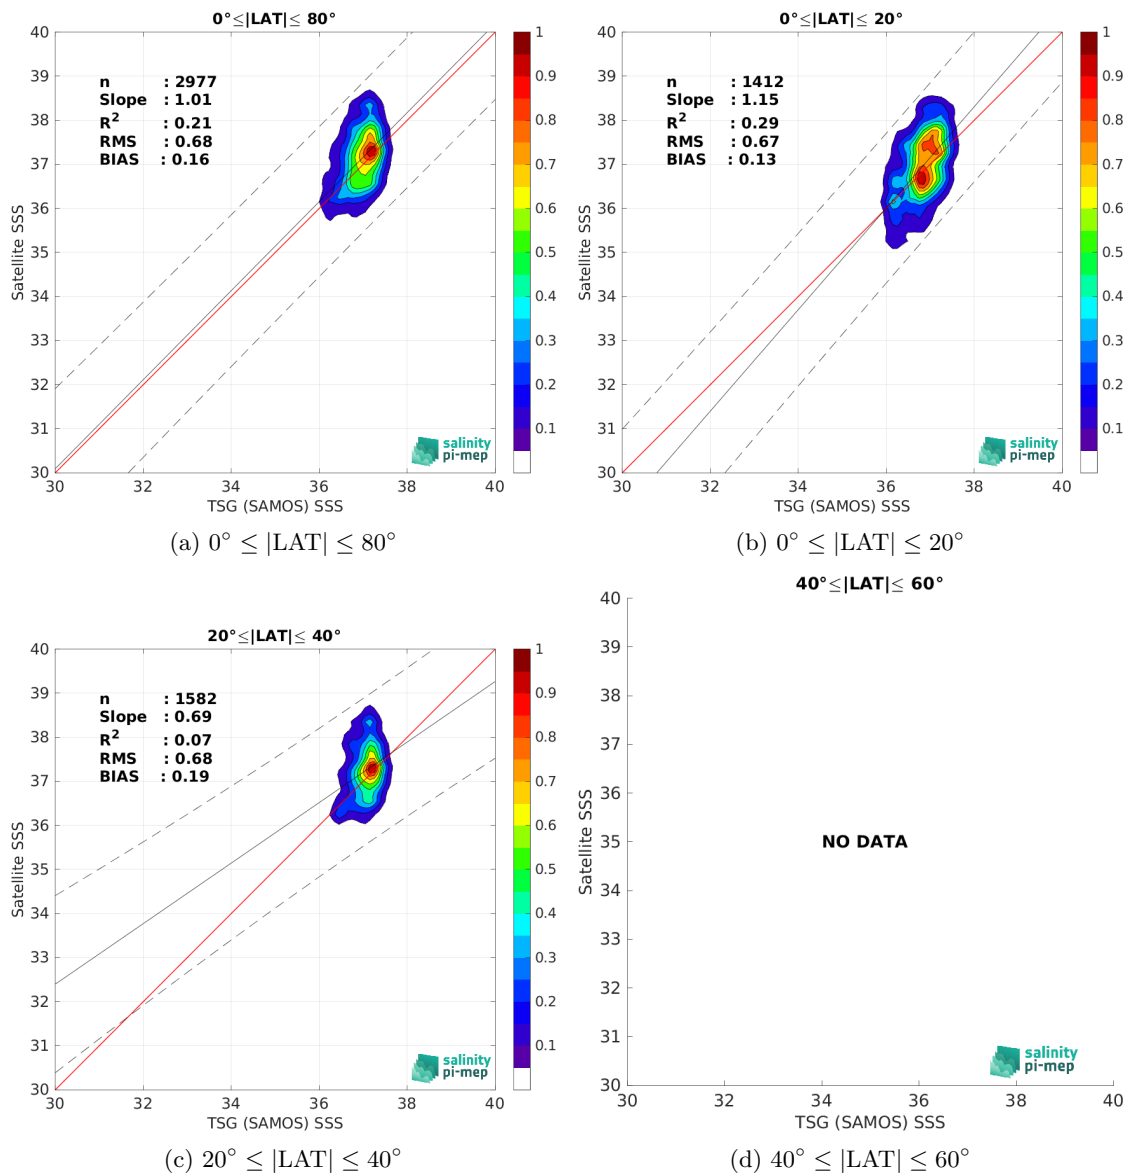 0°≤|LAT|≤ 80°
n : 2977
Slope : 1.01
R² : 0.21
RMS : 0.68
BIAS : 0.16
40
39
38
37
36
35
34
33
32
31
30
30 32 34 36 38 40
Satellite SSS
TSG (SAMOS) SSS
1
0.9
0.8
0.7
0.6
0.5
0.4
0.3
0.2
0.1
salinity
pi-mep
(a) 0° ≤ |LAT| ≤ 80°
0°≤|LAT|≤ 20°
n : 1412
Slope : 1.15
R² : 0.29
RMS : 0.67
BIAS : 0.13
40
39
38
37
36
35
34
33
32
31
30
30 32 34 36 38 40
Satellite SSS
TSG (SAMOS) SSS
1
0.9
0.8
0.7
0.6
0.5
0.4
0.3
0.2
0.1
salinity
pi-mep
(b) 0° ≤ |LAT| ≤ 20°
20°≤|LAT|≤ 40°
n : 1582
Slope : 0.69
R² : 0.07
RMS : 0.68
BIAS : 0.19
40
39
38
37
36
35
34
33
32
31
30
30 32 34 36 38 40
Satellite SSS
TSG (SAMOS) SSS
1
0.9
0.8
0.7
0.6
0.5
0.4
0.3
0.2
0.1
salinity
pi-mep
(c) 20° ≤ |LAT| ≤ 40°
40°≤|LAT|≤ 60°
40
39
38
37
36
35
34
33
32
31
30
NO DATA
30 32 34 36 38 40
Satellite SSS
TSG (SAMOS) SSS
salinity
pi-mep
(d) 40° ≤ |LAT| ≤ 60°